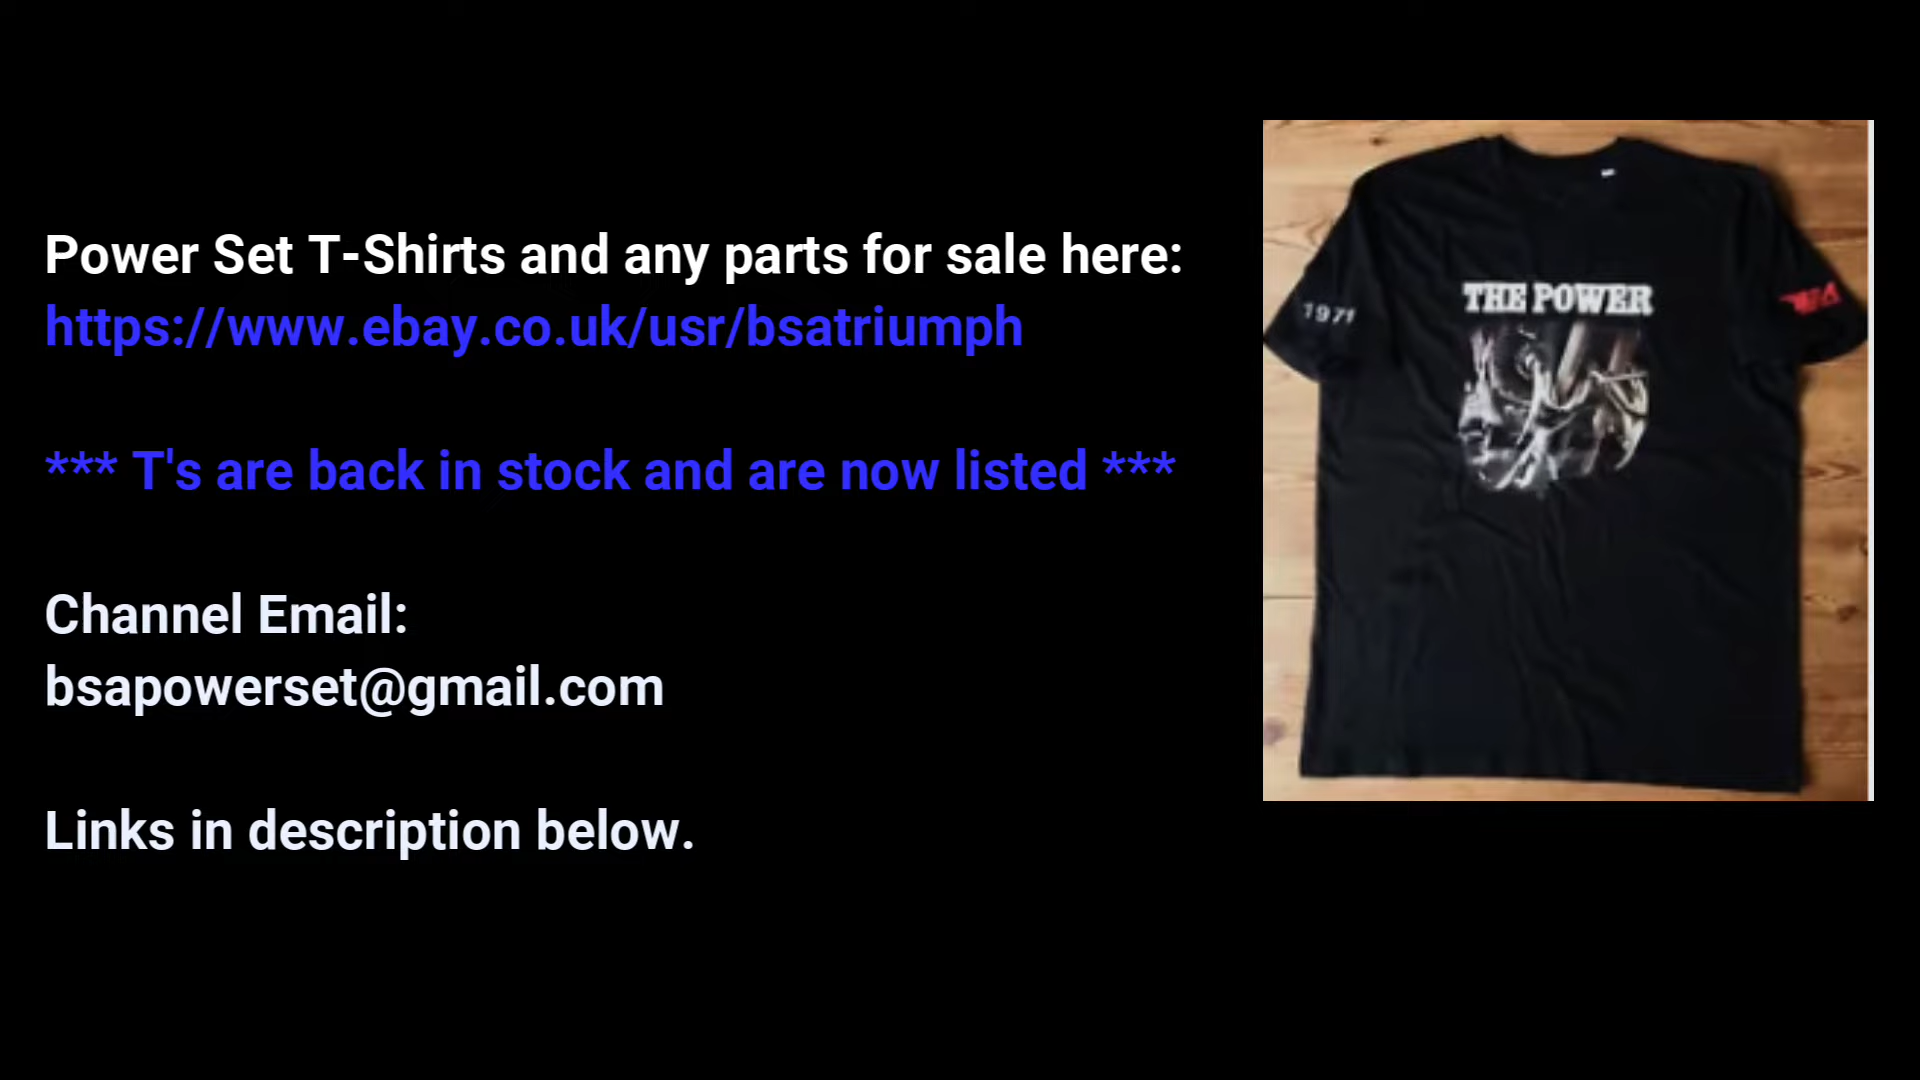 Power Set T-Shirts and any parts for sale here:
https://www.ebay.co.uk/usr/bsatriumph
*** T's are back in stock and are now listed ***
Channel Email:
bsapowerset@gmail.com
Links in description below.
THE POWER
1971